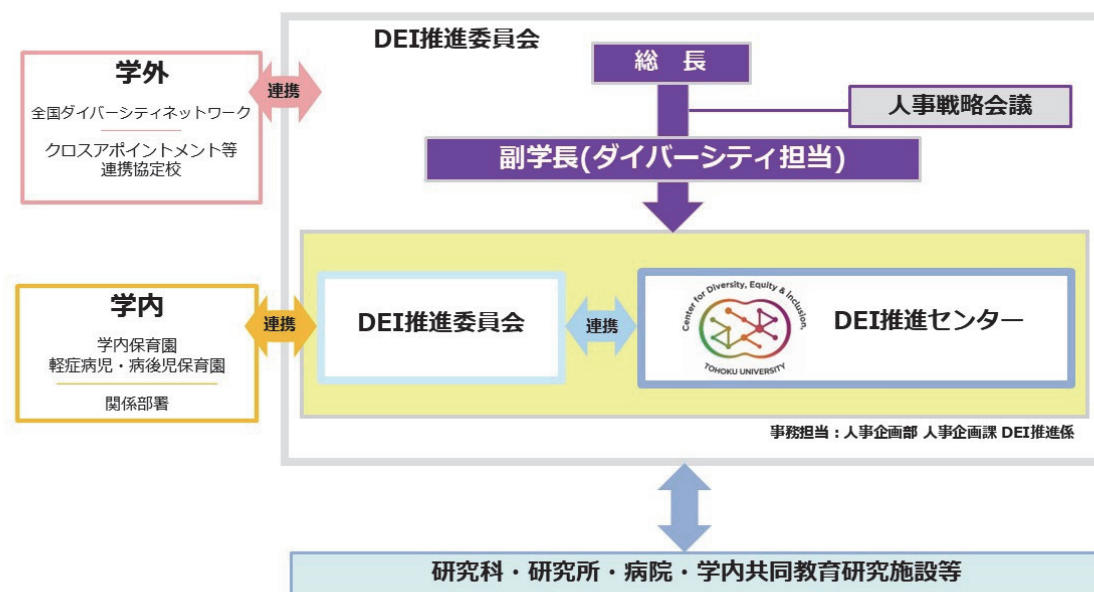 DEI推進委員会
総 長
人事戦略会議
副学長(ダイバーシティ担当)
学外
全国ダイバーシティネットワーク
クロスアポイントメント等
連携協定校
連携
学内
学内保育園
軽症病児・病後児保育園
関係部署
連携
DEI推進委員会
連携
Center for Diversity, Equity & Inclusion,
TOHOKU UNIVERSITY
DEI推進センター
事務担当：人事企画部 人事企画課 DEI推進係
研究科・研究所・病院・学内共同教育研究施設等